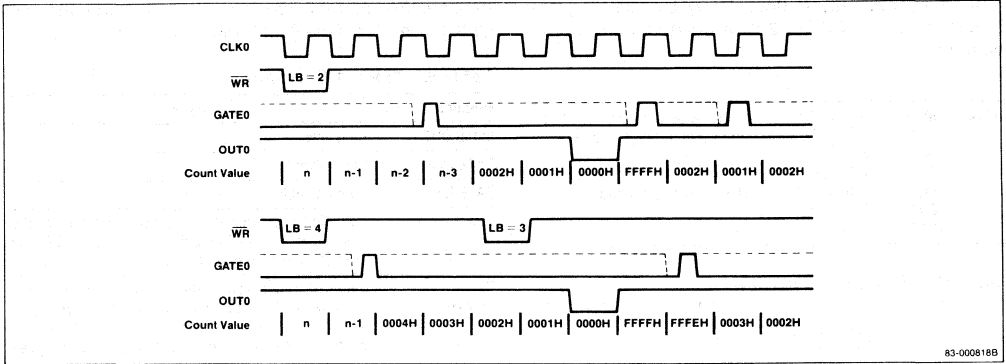 CLK0
WR LB = 2
GATE0
OUT0
Count Value n n-1 n-2 n-3 0002H 0001H 0000H FFFFH 0002H 0001H 0002H
WR LB = 4 LB = 3
GATE0
OUT0
Count Value n n-1 0004H 0003H 0002H 0001H 0000H FFFFH FFFEH 0003H 0002H
83-000818B